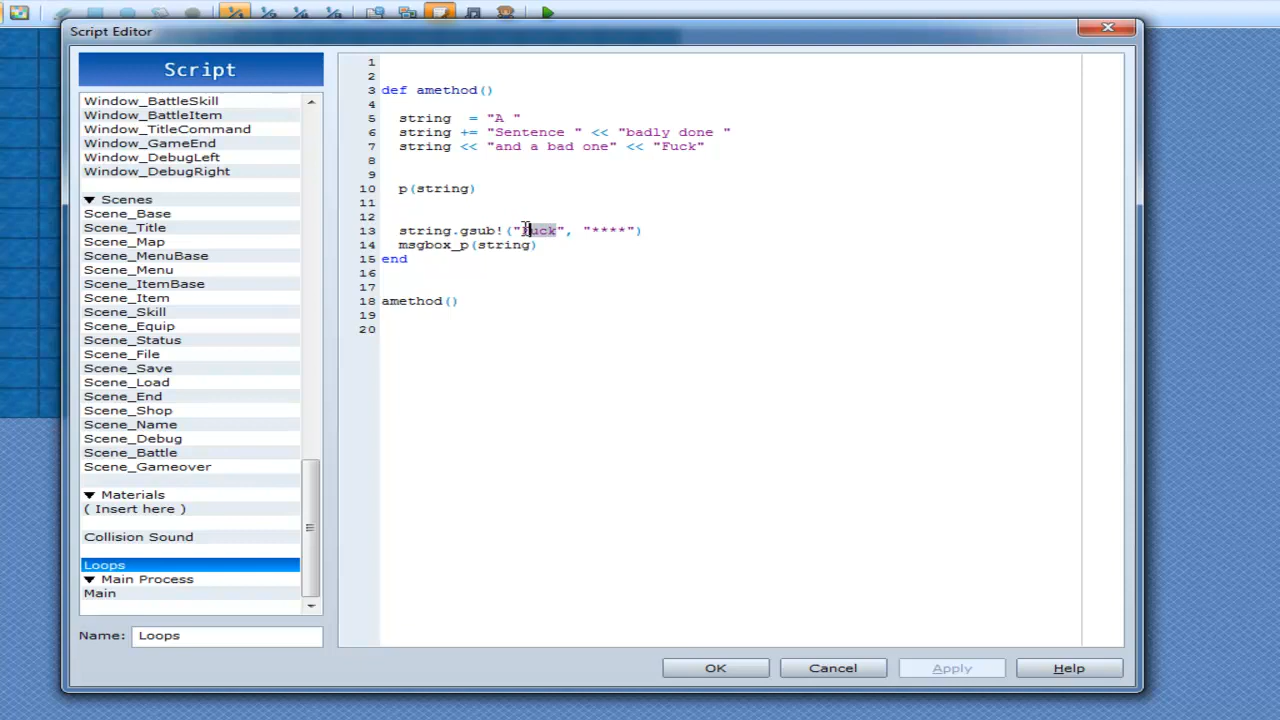 Script Editor
Script
Window_BattleSkill
Window_BattleItem
Window_TitleCommand
Window_GameEnd
Window_DebugLeft
Window_DebugRight
Scenes
Scene_Base
Scene_Title
Scene_Map
Scene_MenuBase
Scene_Menu
Scene_ItemBase
Scene_Item
Scene_Skill
Scene_Equip
Scene_Status
Scene_File
Scene_Save
Scene_Load
Scene_End
Scene_Shop
Scene_Name
Scene_Debug
Scene_Battle
Scene_Gameover
Materials
( Insert here )
Collision Sound
Loops
Main Process
Main
Name: Loops
1
2
3 def amethod()
4
5 string = "A "
6 string += "Sentence " << "badly done "
7 string << "and a bad one" << "Fuck"
8
9
10 p(string)
11
12
13 string.gsub!("Fuck", "****")
14 msgbox_p(string)
15 end
16
17
18 amethod()
19
20
OK Cancel Apply Help